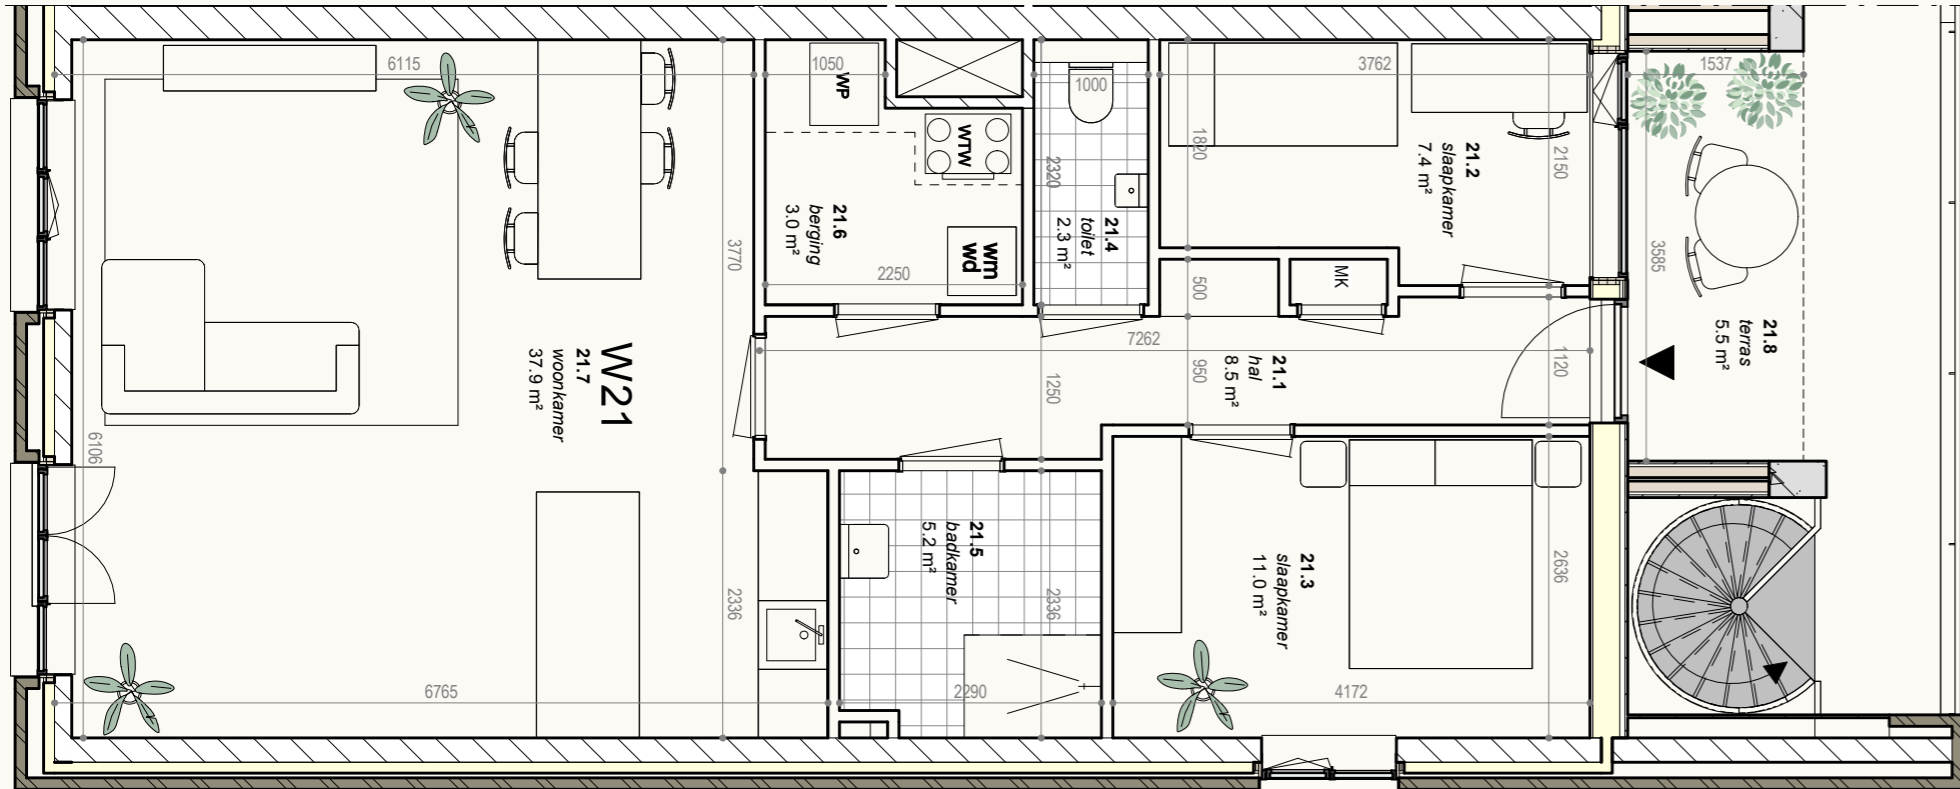 6115
1050
WP
1000
3762
1537
WTW
2320
1820
2150
21.2
slaapkamer
7.4 m²
21.6
berging
3.0 m²
21.4
toilet
2.3 m²
wm
wd
2250
3770
500
MK
3585
W21
21.7
woonkamer
37.9 m²
7262
1250
950
21.1
hal
8.5 m²
1120
21.8
terras
5.5 m²
6106
21.5
badkamer
5.2 m²
21.3
slaapkamer
11.0 m²
2636
2336
2336
6765
2290
4172